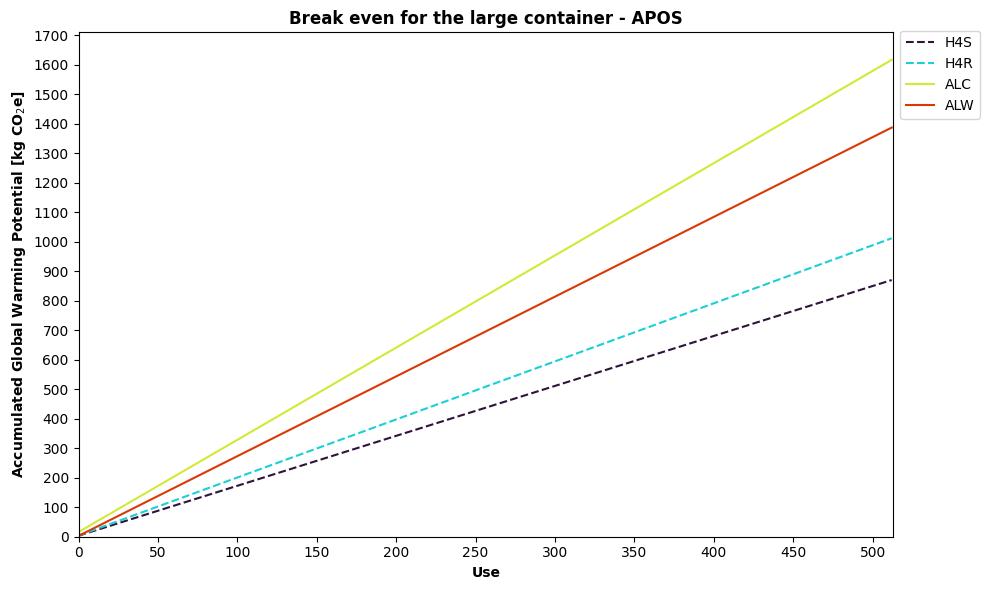 Break even for the large container - APOS
Accumulated Global Warming Potential [kg CO₂e]
1700
1600
1500
1400
1300
1200
1100
1000
900
800
700
600
500
400
300
200
100
0
0 50 100 150 200 250 300 350 400 450 500
Use
H4S
H4R
ALC
ALW